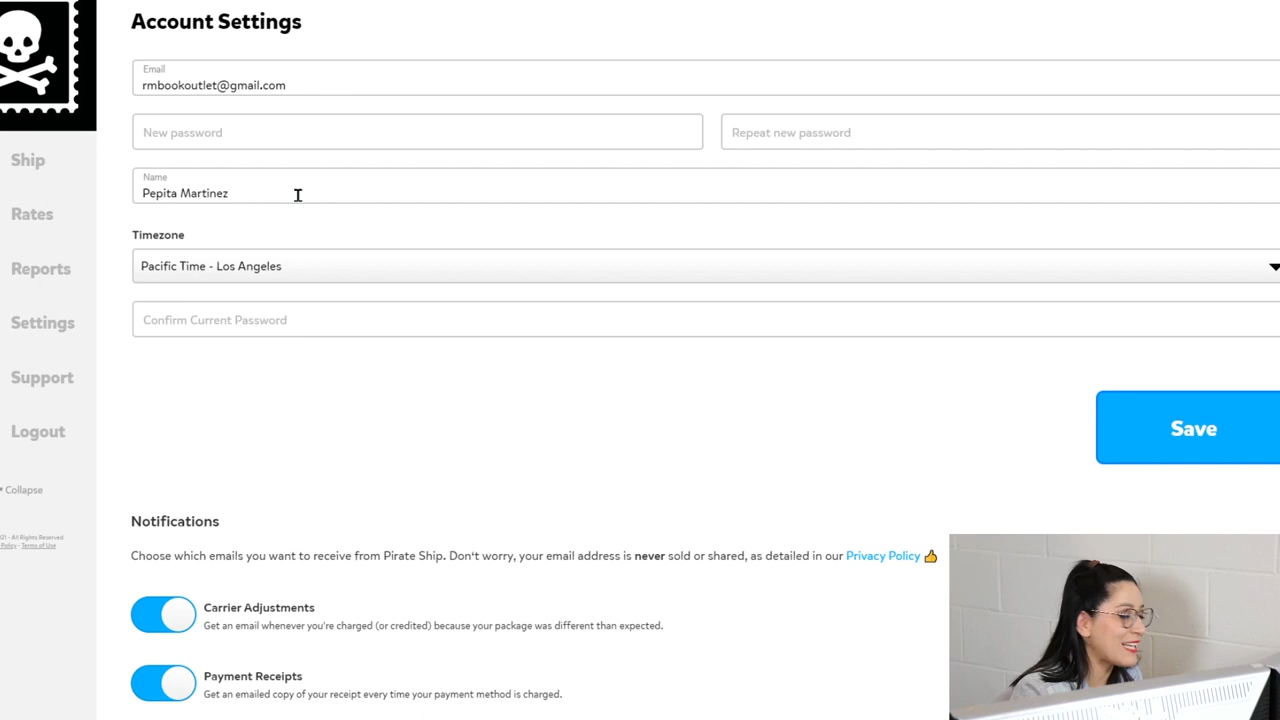 Account Settings
Email
rmbookoutlet@gmail.com
New password
Repeat new password
Name
Pepita Martinez
Timezone
Pacific Time - Los Angeles
Confirm Current Password
Save
Ship
Rates
Reports
Settings
Support
Logout
Collapse
21 - All Rights Reserved
Policy - Terms of Use
Notifications
Choose which emails you want to receive from Pirate Ship. Don't worry, your email address is never sold or shared, as detailed in our Privacy Policy 👍
Carrier Adjustments
Get an email whenever you're charged (or credited) because your package was different than expected.
Payment Receipts
Get an emailed copy of your receipt every time your payment method is charged.